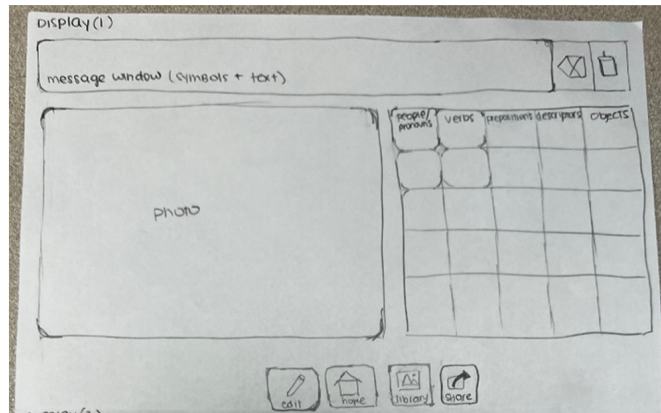 Display(1)
message window (symbols + text)
people/
pronouns
verbs
prepositions
descriptors
objects
photo
edit
home
library
share